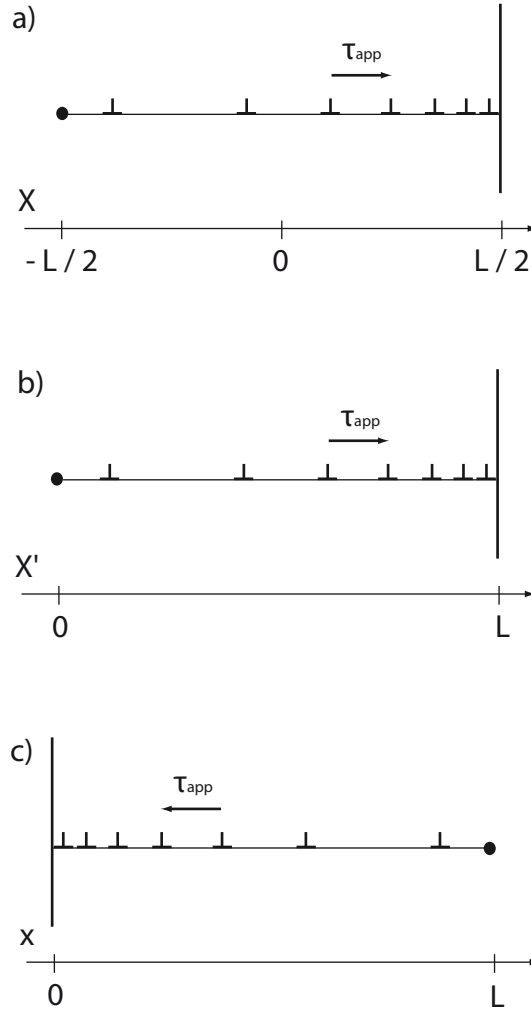 a)
τapp
X
- L / 2 0 L / 2
b)
τapp
X'
0 L
c)
τapp
x
0 L